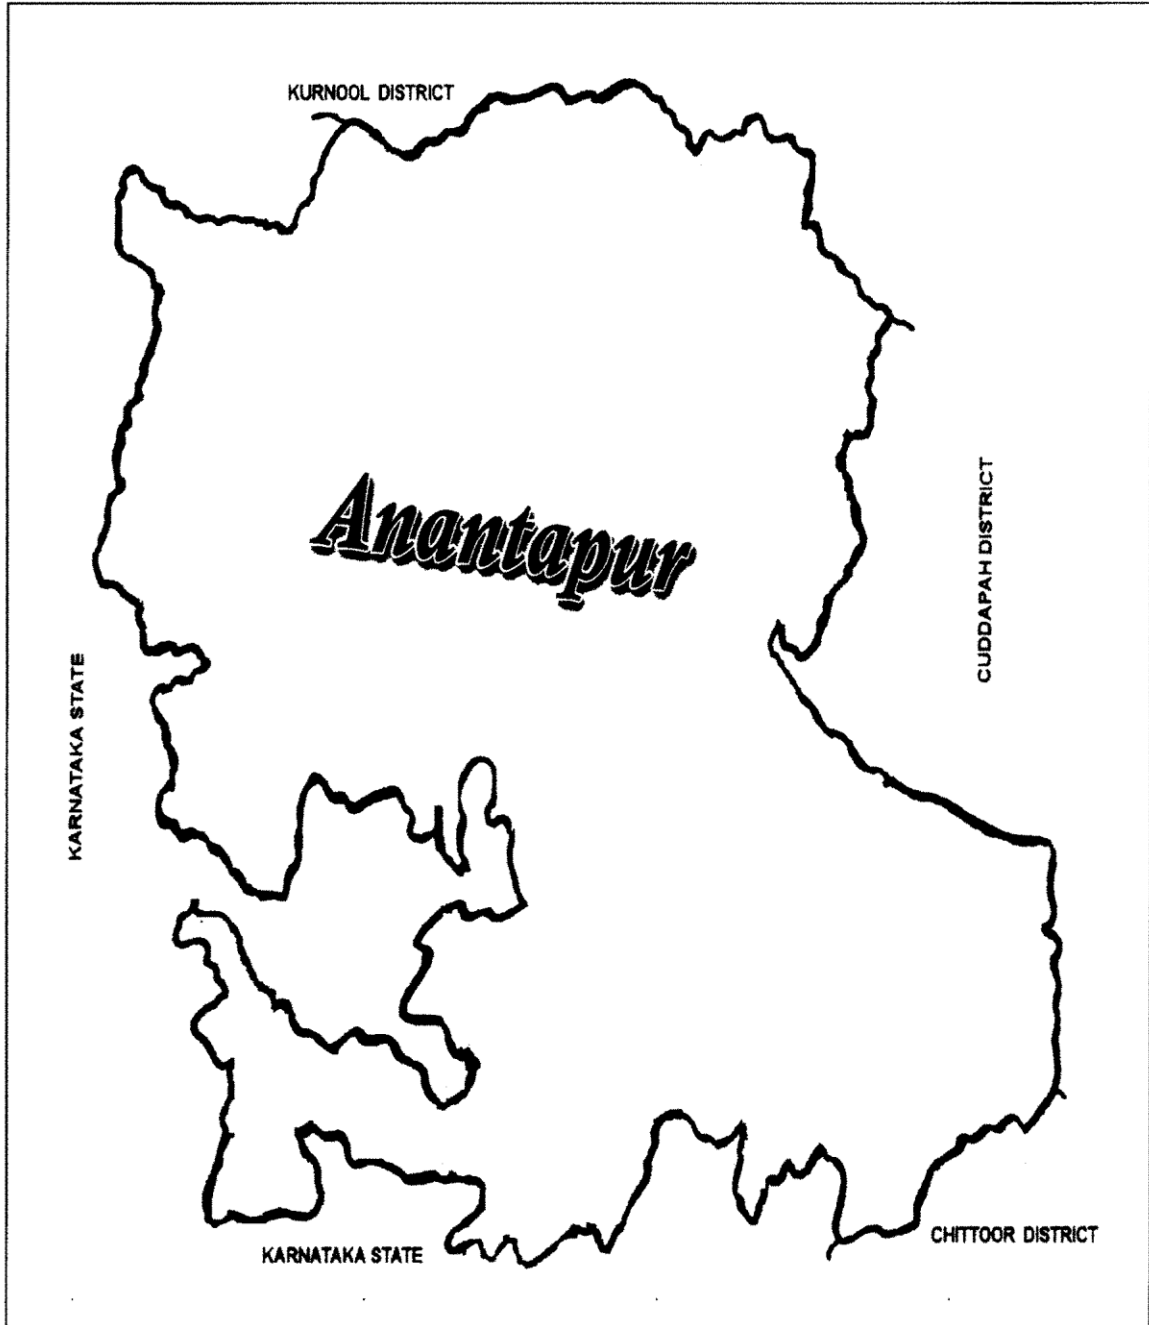 KURNOOL DISTRICT
Anantapur
CUDDAPAH DISTRICT
KARNATAKA STATE
CHITTOOR DISTRICT
KARNATAKA STATE